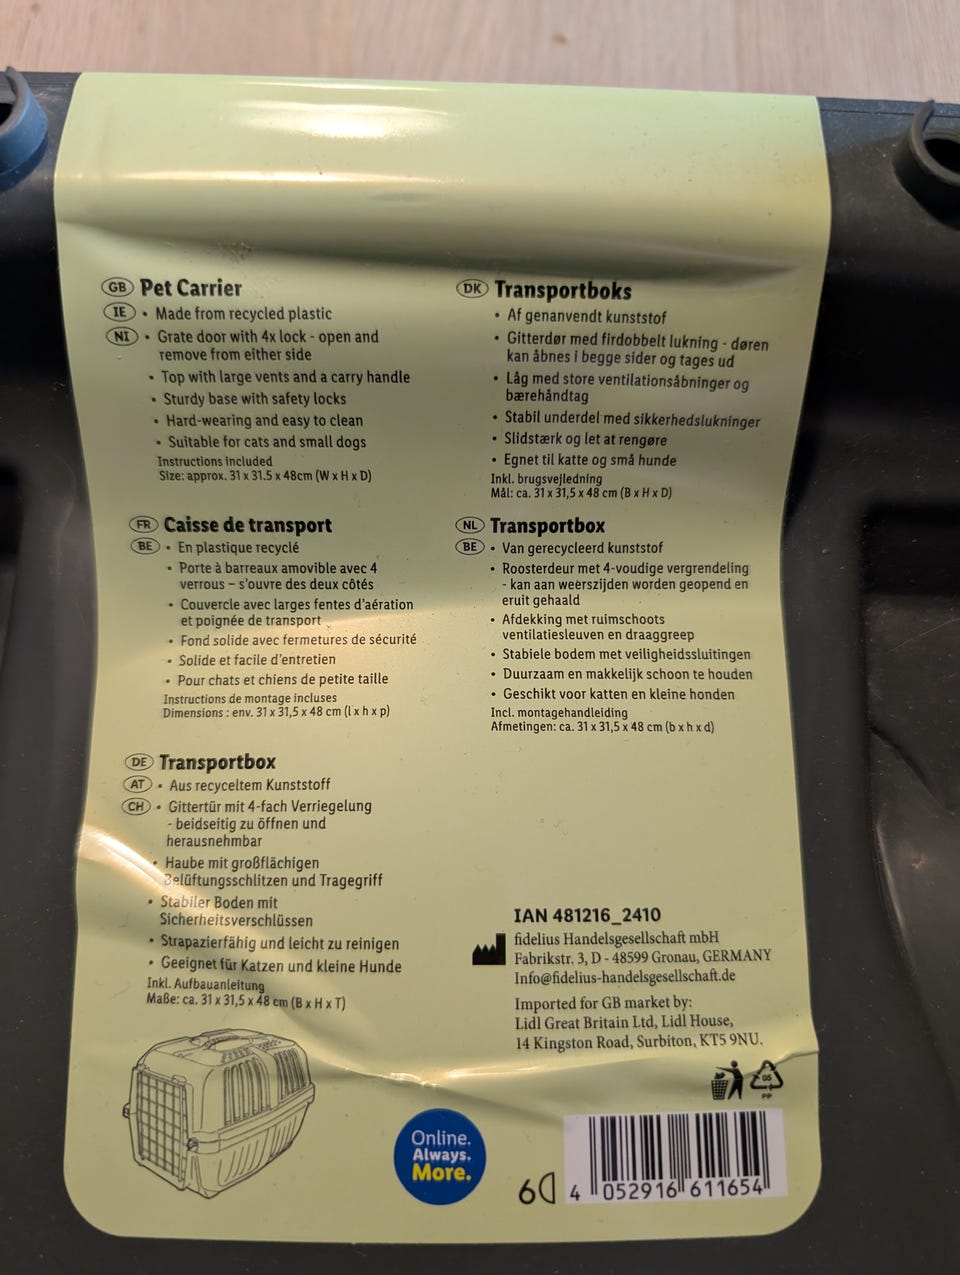 GB Pet Carrier
IE • Made from recycled plastic
NI • Grate door with 4x lock - open and
remove from either side
• Top with large vents and a carry handle
• Sturdy base with safety locks
• Hard-wearing and easy to clean
• Suitable for cats and small dogs
Instructions included
Size: approx. 31 x 31.5 x 48cm (W x H x D)
DK Transportboks
• Af genanvendt kunststof
• Gitterdør med firdobbelt lukning - døren
kan åbnes i begge sider og tages ud
• Låg med store ventilationsåbninger og
bærehåndtag
• Stabil underdel med sikkerhedslukninger
• Slidstærk og let at rengøre
• Egnet til katte og små hunde
Inkl. brugsvejledning
Mål: ca. 31 x 31,5 x 48 cm (B x H x D)
FR Caisse de transport
BE • En plastique recyclé
• Porte à barreaux amovible avec 4
verrous – s'ouvre des deux côtés
• Couvercle avec larges fentes d'aération
et poignée de transport
• Fond solide avec fermetures de sécurité
• Solide et facile d'entretien
• Pour chats et chiens de petite taille
Instructions de montage incluses
Dimensions : env. 31 x 31,5 x 48 cm (l x h x p)
NL Transportbox
BE • Van gerecycleerd kunststof
• Roosterdeur met 4-voudige vergrendeling
- kan aan weerszijden worden geopend en
eruit gehaald
• Afdekking met ruimschoots
ventilatiesleuven en draaggreep
• Stabiele bodem met veiligheidssluitingen
• Duurzaam en makkelijk schoon te houden
• Geschikt voor katten en kleine honden
Incl. montagehandleiding
Afmetingen: ca. 31 x 31,5 x 48 cm (b x h x d)
DE Transportbox
AT • Aus recyceltem Kunststoff
CH • Gittertür mit 4-fach Verriegelung
- beidseitig zu öffnen und
herausnehmbar
• Haube mit großflächigen
Belüftungsschlitzen und Tragegriff
• Stabiler Boden mit
Sicherheitsverschlüssen
• Strapazierfähig und leicht zu reinigen
• Geeignet für Katzen und kleine Hunde
Inkl. Aufbauanleitung
Maße: ca. 31 x 31,5 x 48 cm (B x H x T)
IAN 481216_2410
fidelius Handelsgesellschaft mbH
Fabrikstr. 3, D - 48599 Gronau, GERMANY
Info@fidelius-handelsgesellschaft.de
Imported for GB market by:
Lidl Great Britain Ltd, Lidl House,
14 Kingston Road, Surbiton, KT5 9NU.
05
PP
Online.
Always.
More.
6
4 052916 611654